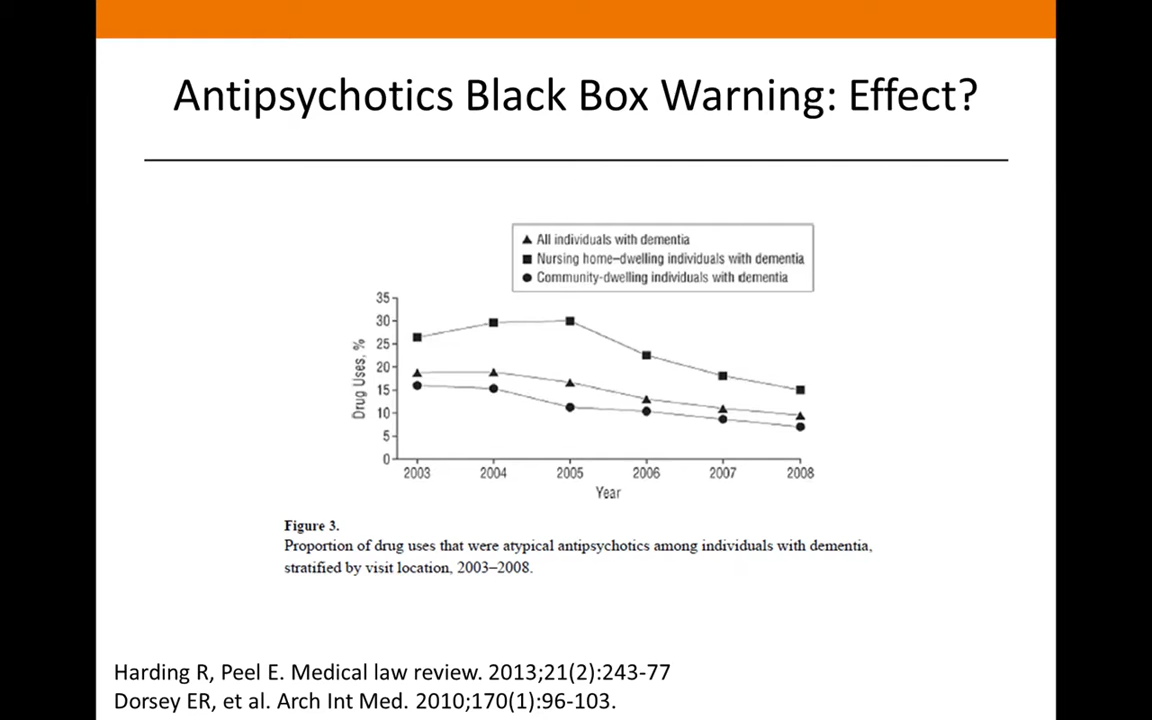 Antipsychotics Black Box Warning: Effect?
▲ All individuals with dementia
■ Nursing home–dwelling individuals with dementia
● Community-dwelling individuals with dementia
35
30
25
20
15
10
5
0
Drug Uses, %
2003 2004 2005 2006 2007 2008
Year
Figure 3.
Proportion of drug uses that were atypical antipsychotics among individuals with dementia,
stratified by visit location, 2003–2008.
Harding R, Peel E. Medical law review. 2013;21(2):243-77
Dorsey ER, et al. Arch Int Med. 2010;170(1):96-103.